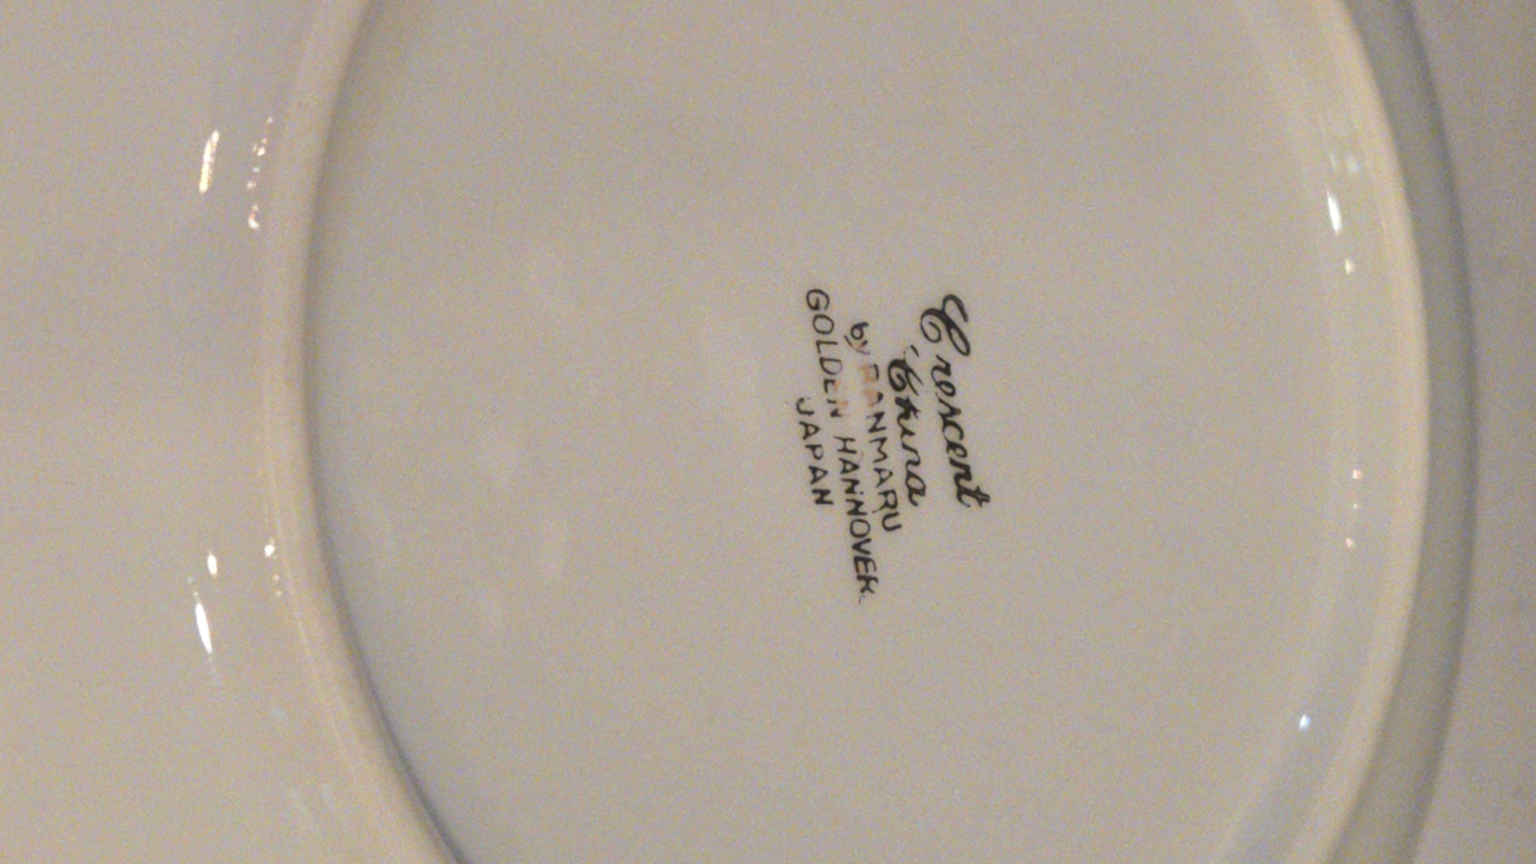 Crescent
China
by RANMARU
GOLDEN HANNOVER
JAPAN